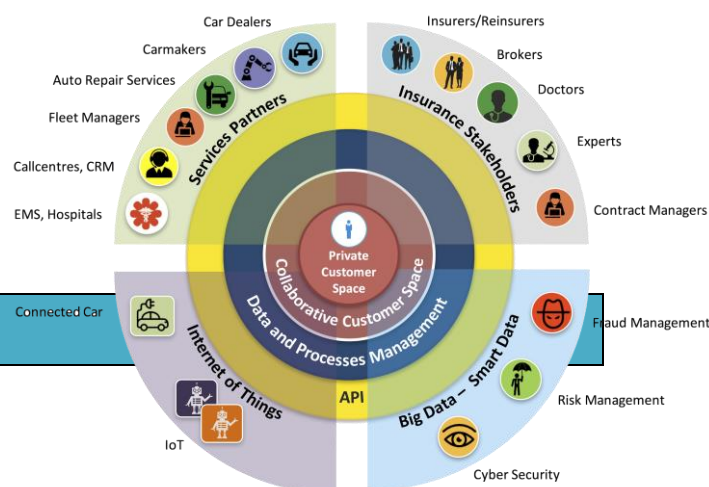 Car Dealers
Carmakers
Auto Repair Services
Fleet Managers
Callcentres, CRM
EMS, Hospitals
Services Partners
Insurers/Reinsurers
Brokers
Doctors
Experts
Contract Managers
Insurance Stakeholders
Private
Customer
Space
Collaborative Customer Space
Data and Processes Management
API
Connected Car
IoT
Internet of Things
Big Data – Smart Data
Fraud Management
Risk Management
Cyber Security